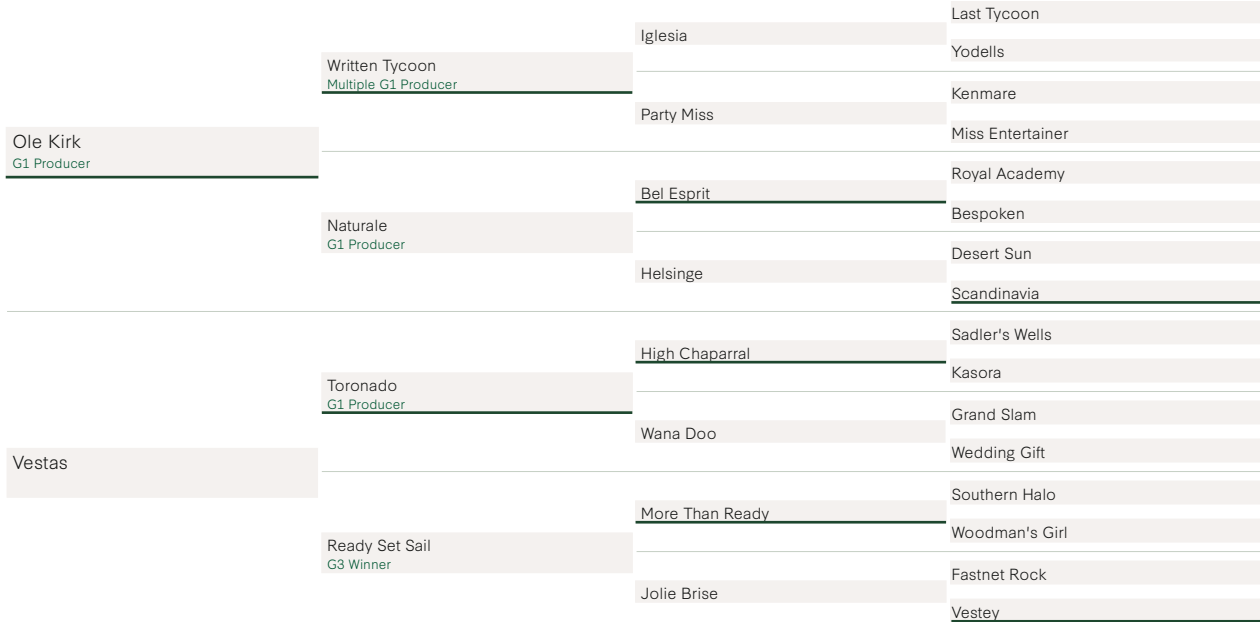 Ole Kirk
G1 Producer
Vestas
Written Tycoon
Multiple G1 Producer
Naturale
G1 Producer
Toronado
G1 Producer
Ready Set Sail
G3 Winner
Iglesia
Party Miss
Bel Esprit
Helsinge
High Chaparral
Wana Doo
More Than Ready
Jolie Brise
Last Tycoon
Yodells
Kenmare
Miss Entertainer
Royal Academy
Bespoken
Desert Sun
Scandinavia
Sadler's Wells
Kasora
Grand Slam
Wedding Gift
Southern Halo
Woodman's Girl
Fastnet Rock
Vestey